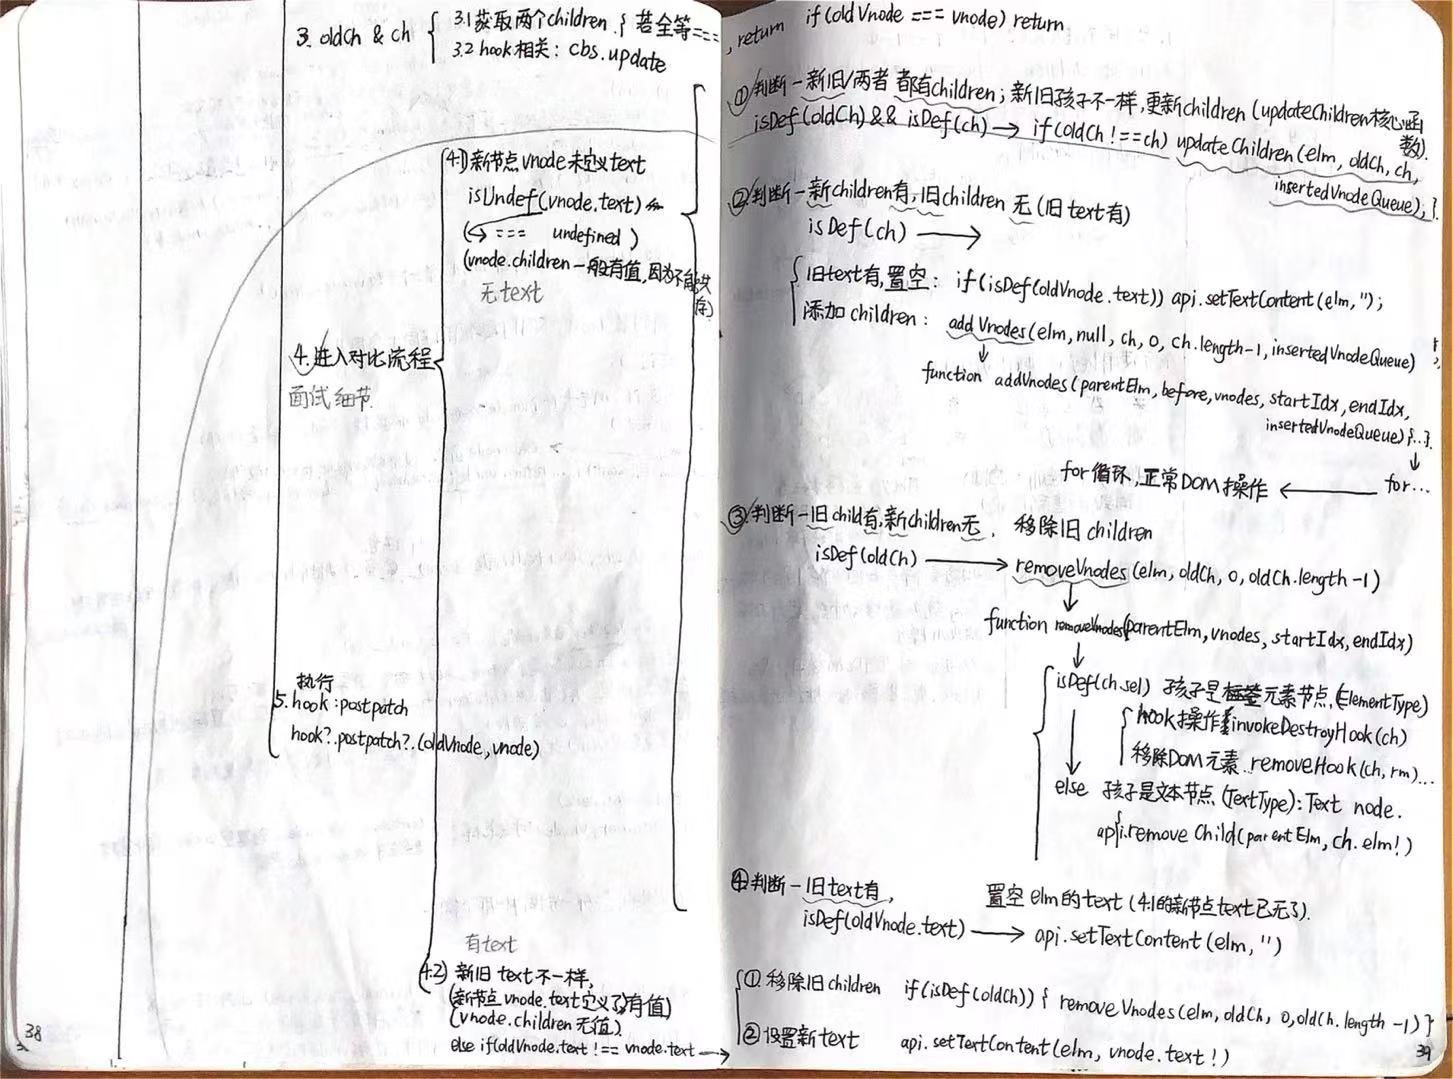 3. oldCh & ch
3.1 获取两个children. { 若全等===, return if(oldVnode === vnode) return
3.2 hook相关: cbs.update
4. 进入对比流程
面试细节.
4.1) 新节点vnode未定义text
isUndef(vnode.text)
(↔ === undefined)
(vnode.children一般有值,因为不能共存)
无text
① 判断-新旧/两者都有children; 新旧孩子不一样,更新children (updateChildren核心函数).
isDef(oldCh) && isDef(ch) → if(oldCh !== ch) updateChildren(elm, oldCh, ch,
insertedVnodeQueue); }.
② 判断-新children有,旧children无 (旧text有)
isDef(ch) →
旧text有,置空: if(isDef(oldVnode.text)) api.setTextContent(elm, '');
添加children: addVnodes(elm, null, ch, 0, ch.length-1, insertedVnodeQueue)
↓
function addVnodes(parentElm, before, vnodes, startIdx, endIdx,
insertedVnodeQueue) {...}.
↓
for循环,正常DOM操作 ← for...
③ 判断-旧child有,新children无, 移除旧children
isDef(oldCh) → removeVnodes(elm, oldCh, 0, oldCh.length-1)
↓
function removeVnodes(parentElm, vnodes, startIdx, endIdx)
↓
isDef(ch.sel) 孩子是元素节点,(ElementType)
hook操作 invokeDestroyHook(ch)
移除DOM元素..removeHook(ch, rm)...
↓
else 孩子是文本节点 (TextType): Text node.
api.removeChild(parentElm, ch.elm!)
④ 判断-旧text有, 置空elm的text (4.1的新节点text已无了).
isDef(oldVnode.text) → api.setTextContent(elm, '')
有text
4.2) 新旧text不一样,
(新节点vnode.text定义了,有值)
(vnode.children无值)
else if(oldVnode.text !== vnode.text →
① 移除旧children if(isDef(oldCh)) { removeVnodes(elm, oldCh, 0, oldCh.length-1) }
② 设置新text api.setTextContent(elm, vnode.text!)
执行
5. hook: postpatch
hook?.postpatch?.(oldVnode, vnode)
38
39